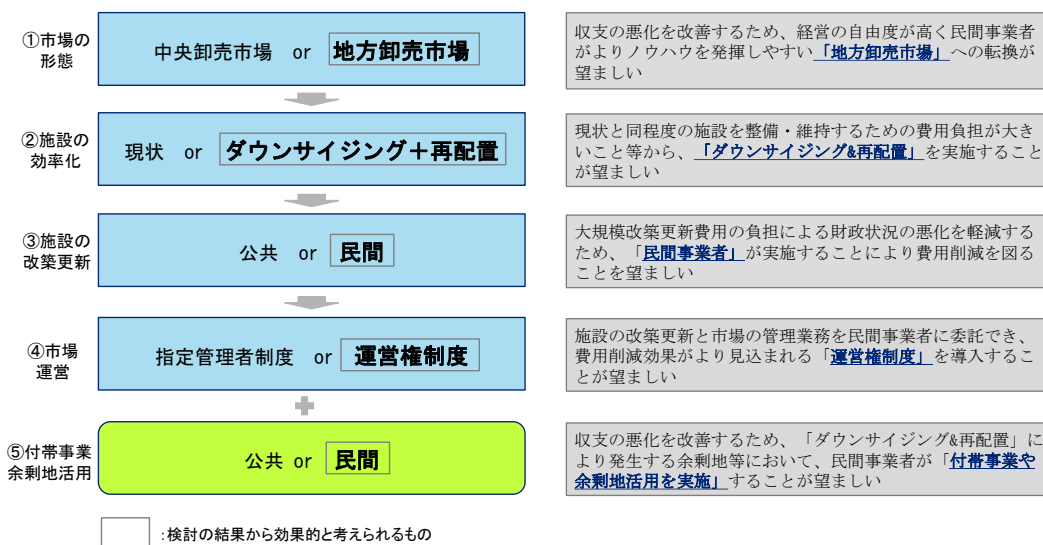 ①市場の
形態
中央卸売市場 or 地方卸売市場
収支の悪化を改善するため、経営の自由度が高く民間事業者
がよりノウハウを発揮しやすい「地方卸売市場」への転換が
望ましい
②施設の
効率化
現状 or ダウンサイジング＋再配置
現状と同程度の施設を整備・維持するための費用負担が大き
いこと等から、「ダウンサイジング&再配置」を実施すること
が望ましい
③施設の
改築更新
公共 or 民間
大規模改築更新費用の負担による財政状況の悪化を軽減する
ため、「民間事業者」が実施することにより費用削減を図る
ことを望ましい
④市場
運営
指定管理者制度 or 運営権制度
施設の改築更新と市場の管理業務を民間事業者に委託でき、
費用削減効果がより見込まれる「運営権制度」を導入するこ
とが望ましい
⑤付帯事業
余剰地活用
公共 or 民間
収支の悪化を改善するため、「ダウンサイジング&再配置」に
より発生する余剰地等において、民間事業者が「付帯事業や
余剰地活用を実施」することが望ましい
：検討の結果から効果的と考えられるもの